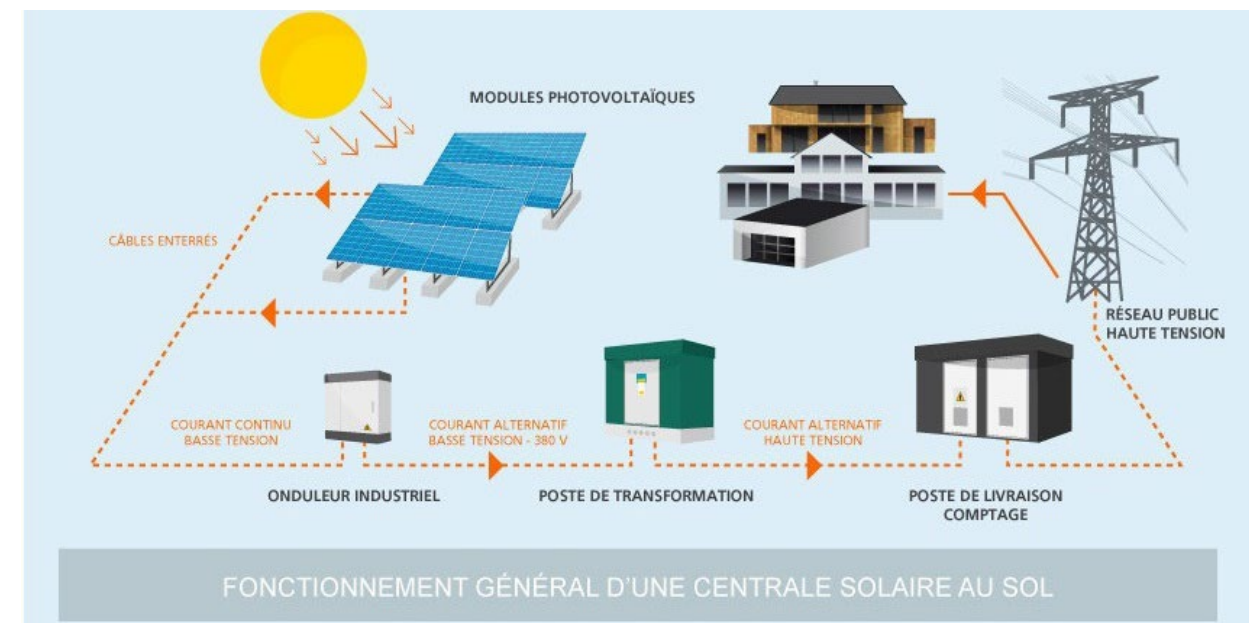 MODULES PHOTOVOLTAÏQUES
CÂBLES ENTERRÉS
RÉSEAU PUBLIC
HAUTE TENSION
COURANT CONTINU
BASSE TENSION
COURANT ALTERNATIF
BASSE TENSION - 380 V
COURANT ALTERNATIF
HAUTE TENSION
ONDULEUR INDUSTRIEL
POSTE DE TRANSFORMATION
POSTE DE LIVRAISON
COMPTAGE
FONCTIONNEMENT GÉNÉRAL D'UNE CENTRALE SOLAIRE AU SOL